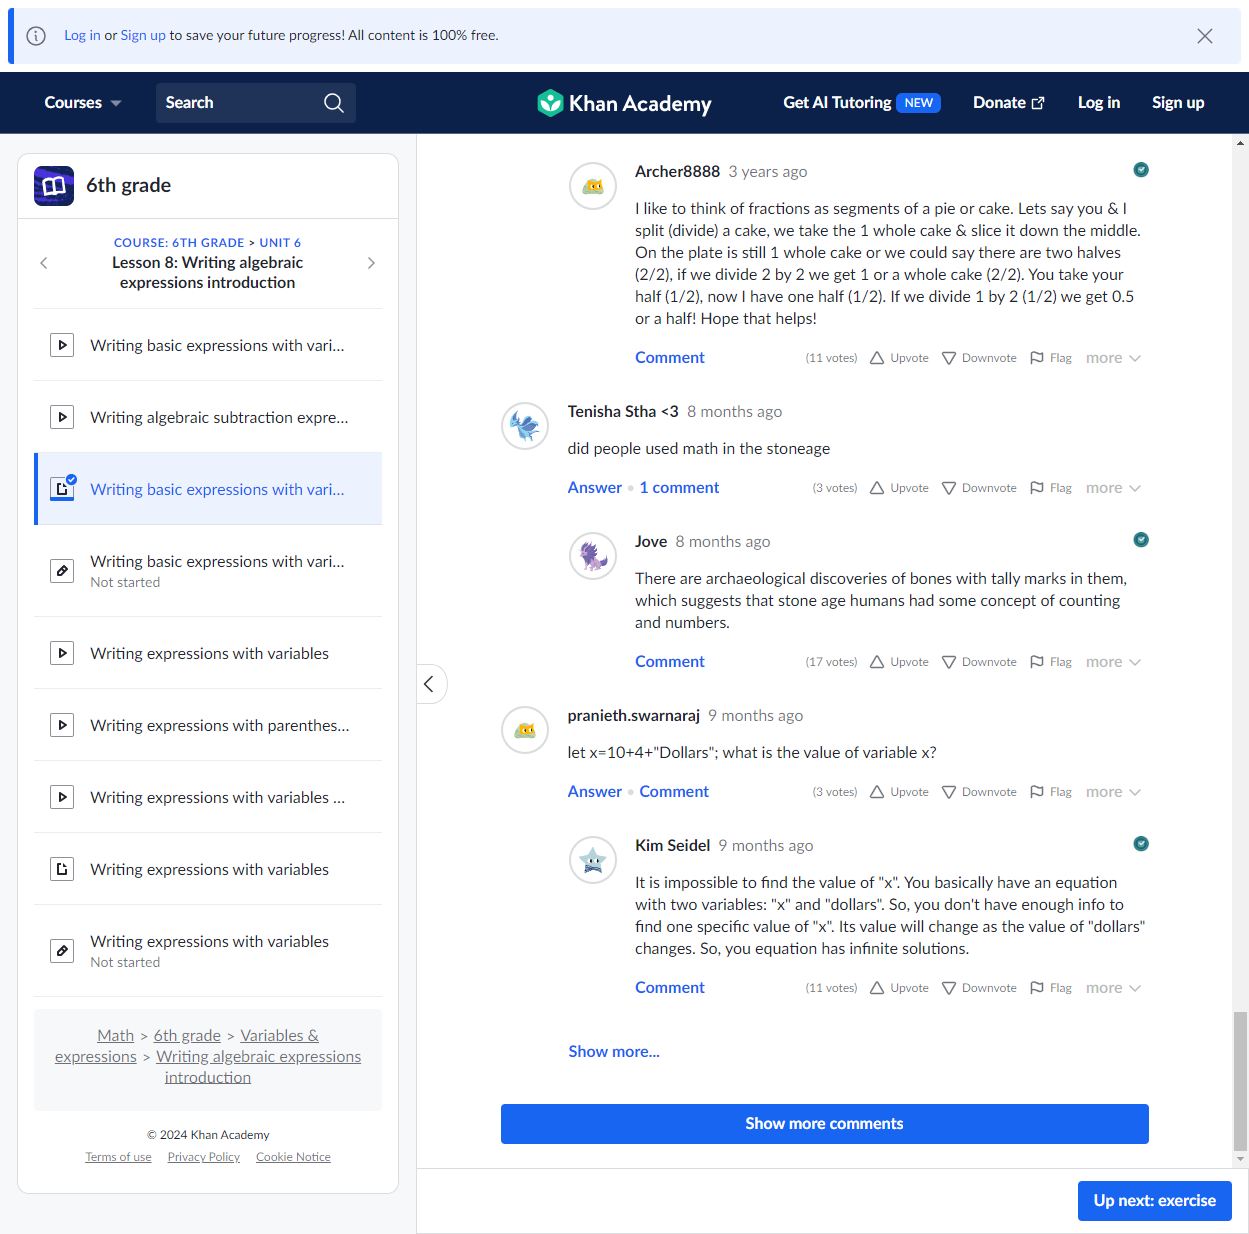 Log in or Sign up to save your future progress! All content is 100% free.
Courses
Search
Khan Academy
Get AI Tutoring NEW
Donate
Log in
Sign up
6th grade
COURSE: 6TH GRADE > UNIT 6
Lesson 8: Writing algebraic
expressions introduction
Writing basic expressions with vari...
Writing algebraic subtraction expre...
Writing basic expressions with vari...
Writing basic expressions with vari...
Not started
Writing expressions with variables
Writing expressions with parenthes...
Writing expressions with variables ...
Writing expressions with variables
Writing expressions with variables
Not started
Math > 6th grade > Variables &
expressions > Writing algebraic expressions
introduction
© 2024 Khan Academy
Terms of use Privacy Policy Cookie Notice
Archer8888 3 years ago
I like to think of fractions as segments of a pie or cake. Lets say you & I
split (divide) a cake, we take the 1 whole cake & slice it down the middle.
On the plate is still 1 whole cake or we could say there are two halves
(2/2), if we divide 2 by 2 we get 1 or a whole cake (2/2). You take your
half (1/2), now I have one half (1/2). If we divide 1 by 2 (1/2) we get 0.5
or a half! Hope that helps!
Comment (11 votes) Upvote Downvote Flag more
Tenisha Stha <3 8 months ago
did people used math in the stoneage
Answer • 1 comment (3 votes) Upvote Downvote Flag more
Jove 8 months ago
There are archaeological discoveries of bones with tally marks in them,
which suggests that stone age humans had some concept of counting
and numbers.
Comment (17 votes) Upvote Downvote Flag more
pranieth.swarnaraj 9 months ago
let x=10+4+"Dollars"; what is the value of variable x?
Answer • Comment (3 votes) Upvote Downvote Flag more
Kim Seidel 9 months ago
It is impossible to find the value of "x". You basically have an equation
with two variables: "x" and "dollars". So, you don't have enough info to
find one specific value of "x". Its value will change as the value of "dollars"
changes. So, you equation has infinite solutions.
Comment (11 votes) Upvote Downvote Flag more
Show more...
Show more comments
Up next: exercise